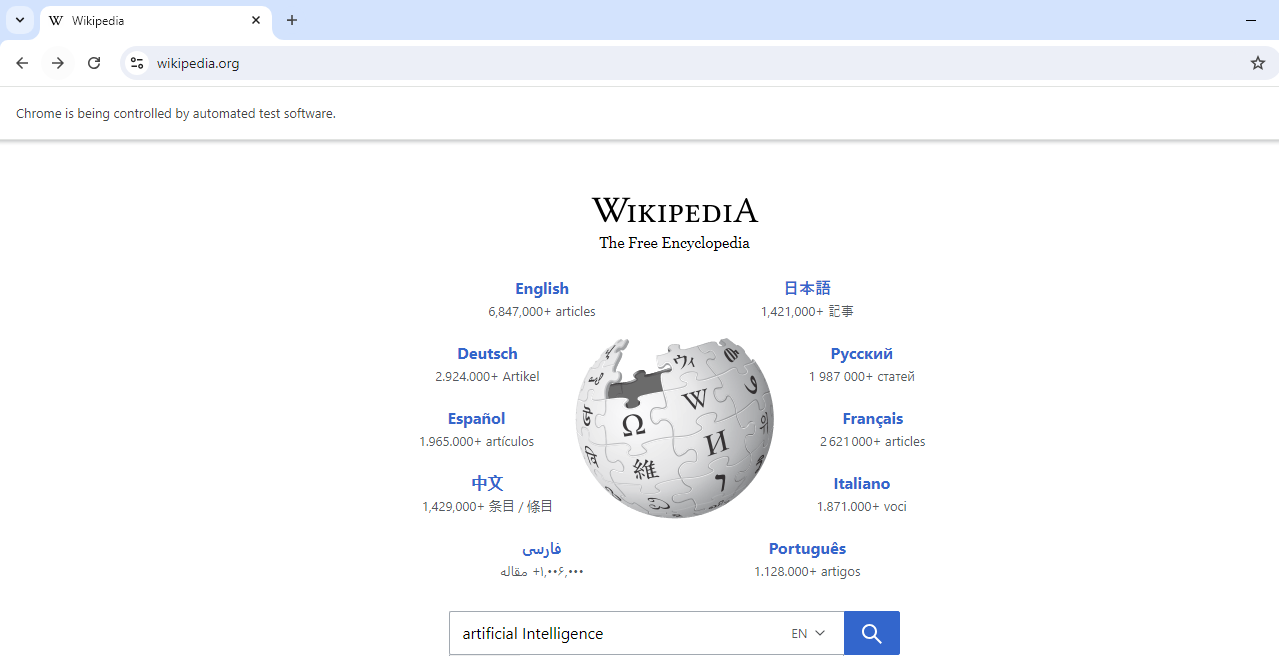 Wikipedia
wikipedia.org
Chrome is being controlled by automated test software.
WIKIPEDIA
The Free Encyclopedia
English
6,847,000+ articles
日本語
1,421,000+ 記事
Deutsch
2.924.000+ Artikel
Русский
1 987 000+ статей
Español
1.965.000+ artículos
Français
2 621 000+ articles
中文
1,429,000+ 条目 / 條目
Italiano
1.871.000+ voci
فارسی
۱٬۰۰۶٬۰۰۰+ مقاله
Português
1.128.000+ artigos
Ω
W
И
維
ウィ
artificial Intelligence
EN